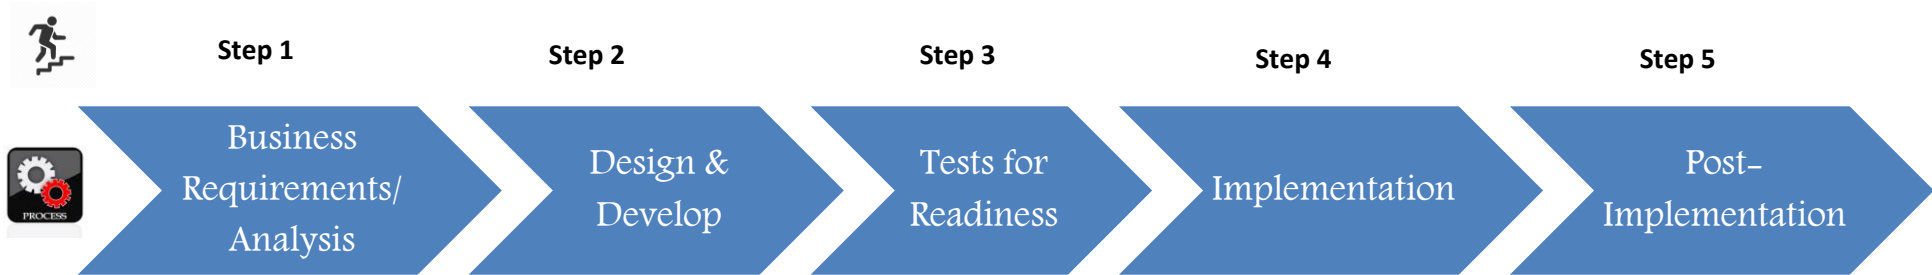 Step 1
Step 2
Step 3
Step 4
Step 5
PROCESS
Business
Requirements/
Analysis
Design &
Develop
Tests for
Readiness
Implementation
Post-
Implementation